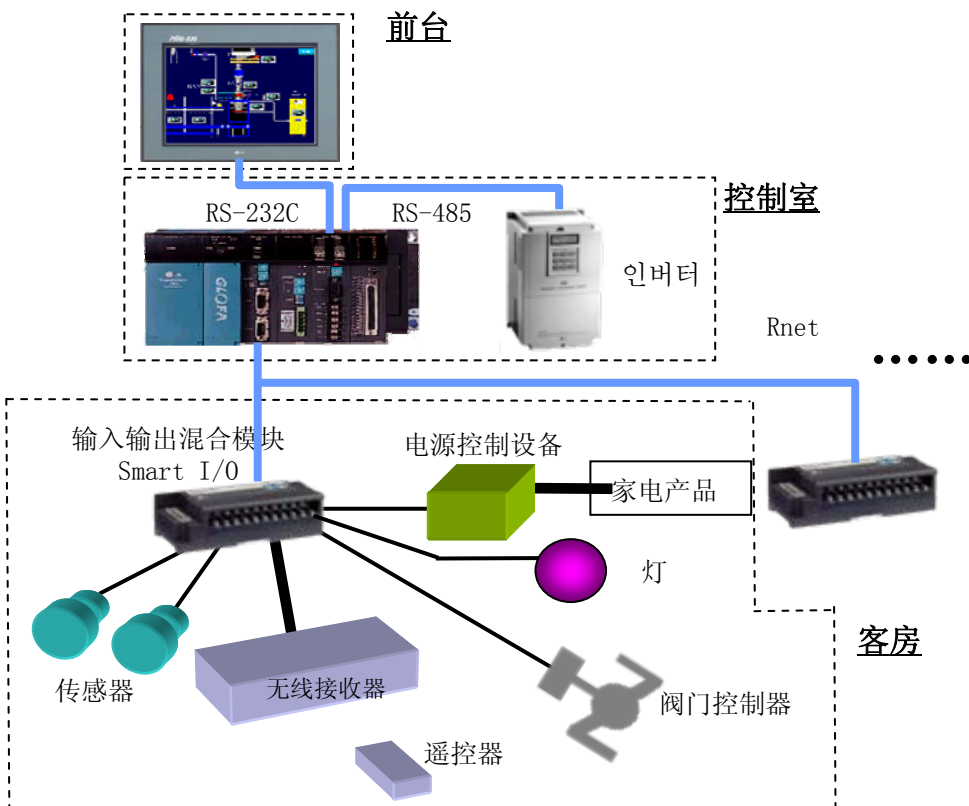 前台
RS-232C
RS-485
控制室
GLOFA
인버터
Rnet
输入输出混合模块
Smart I/O
电源控制设备
家电产品
灯
客房
传感器
无线接收器
阀门控制器
遥控器